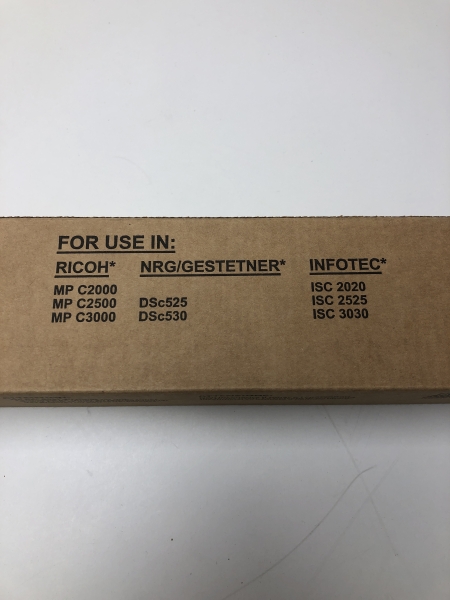 FOR USE IN:
RICOH* NRG/GESTETNER* INFOTEC*
MP C2000 ISC 2020
MP C2500 DSc525 ISC 2525
MP C3000 DSc530 ISC 3030